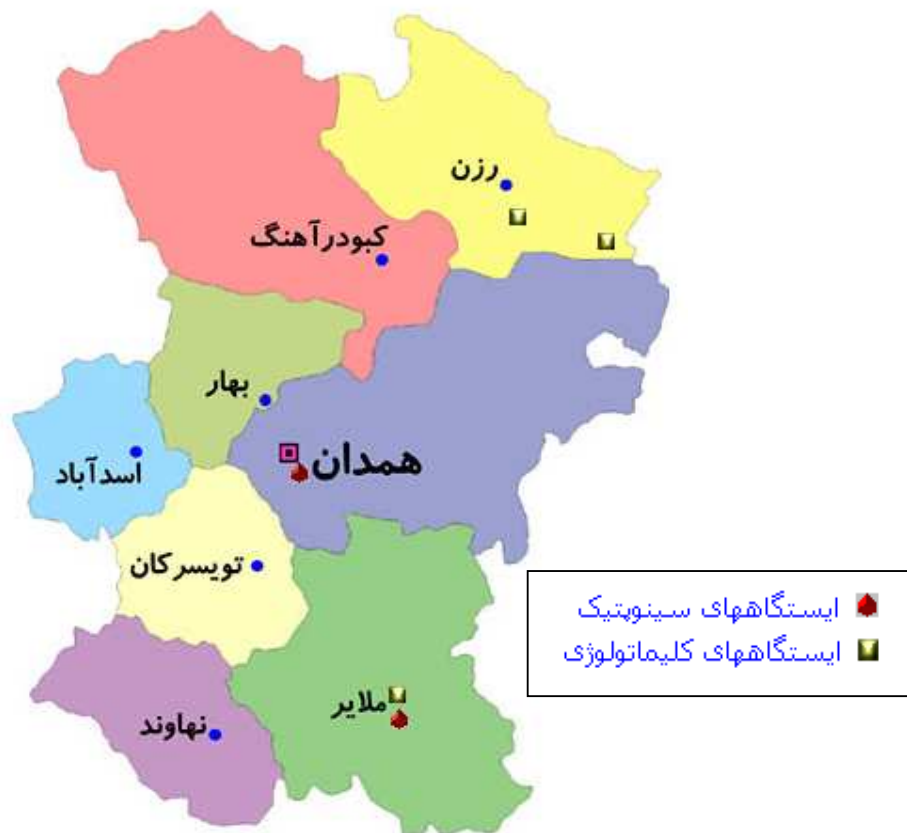 رزن
کبودرآهنگ
بهار
همدان
اسدآباد
تویسرکان
ملایر
نهاوند
ایستگاههای سینوپتیک
ایستگاههای کلیماتولوژی